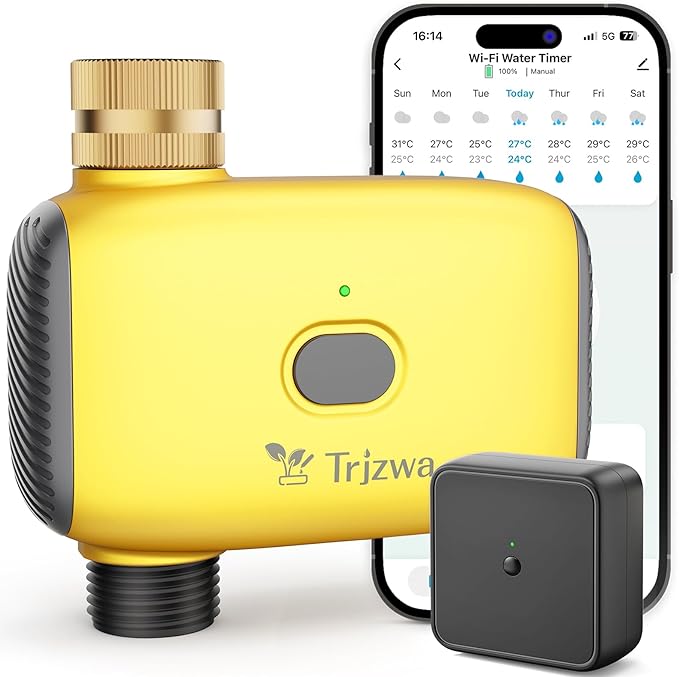 16:14
5G 77
Wi-Fi Water Timer
100% | Manual
Sun Mon Tue Today Thur Fri Sat
31°C 27°C 25°C 27°C 28°C 29°C 29°C
25°C 24°C 23°C 24°C 24°C 25°C 26°C
Trjzwa